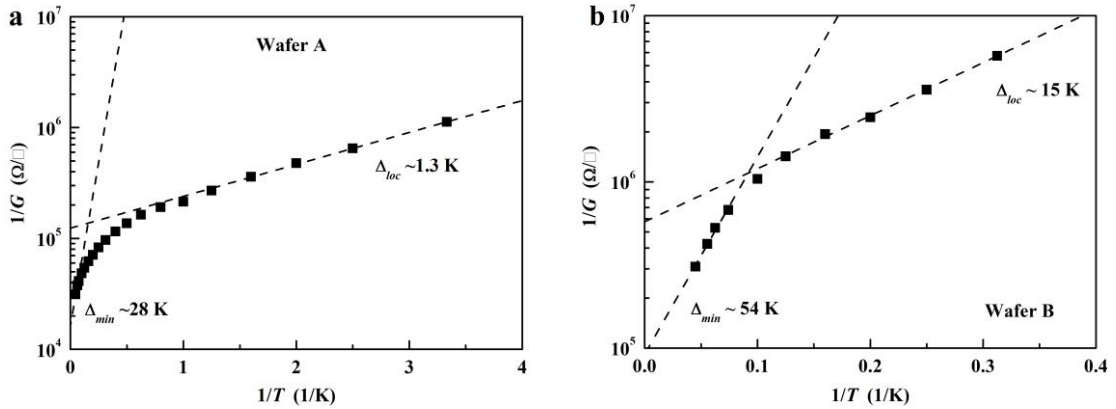 a
10⁷
Wafer A
10⁶
10⁵
10⁴
1/G (Ω/□)
Δloc ~1.3 K
Δmin ~28 K
0 1 2 3 4
1/T (1/K)
b
10⁷
10⁶
10⁵
1/G (Ω/□)
Δloc ~ 15 K
Δmin ~ 54 K
Wafer B
0.0 0.1 0.2 0.3 0.4
1/T (1/K)